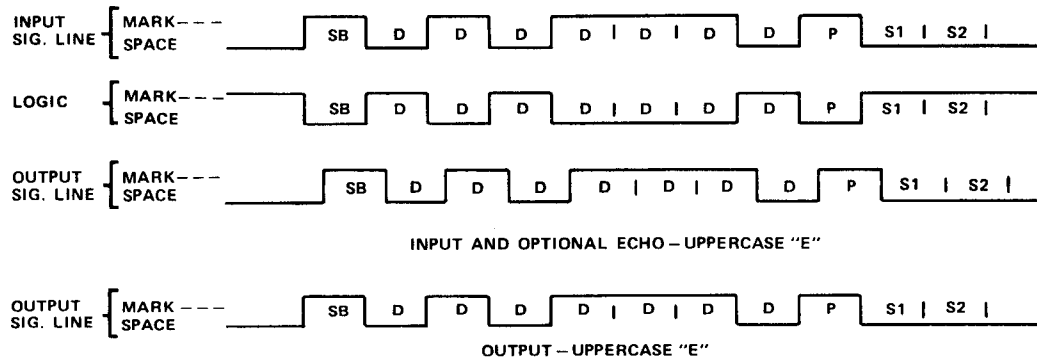 INPUT SIG. LINE MARK - - - SPACE SB D D D D | D | D D P S1 | S2 |
LOGIC MARK - - - SPACE SB D D D D | D | D D P S1 | S2 |
OUTPUT SIG. LINE MARK - - - SPACE SB D D D D | D | D D P S1 | S2 |
INPUT AND OPTIONAL ECHO – UPPERCASE "E"
OUTPUT SIG. LINE MARK - - - SPACE SB D D D D | D | D D P S1 | S2 |
OUTPUT – UPPERCASE "E"